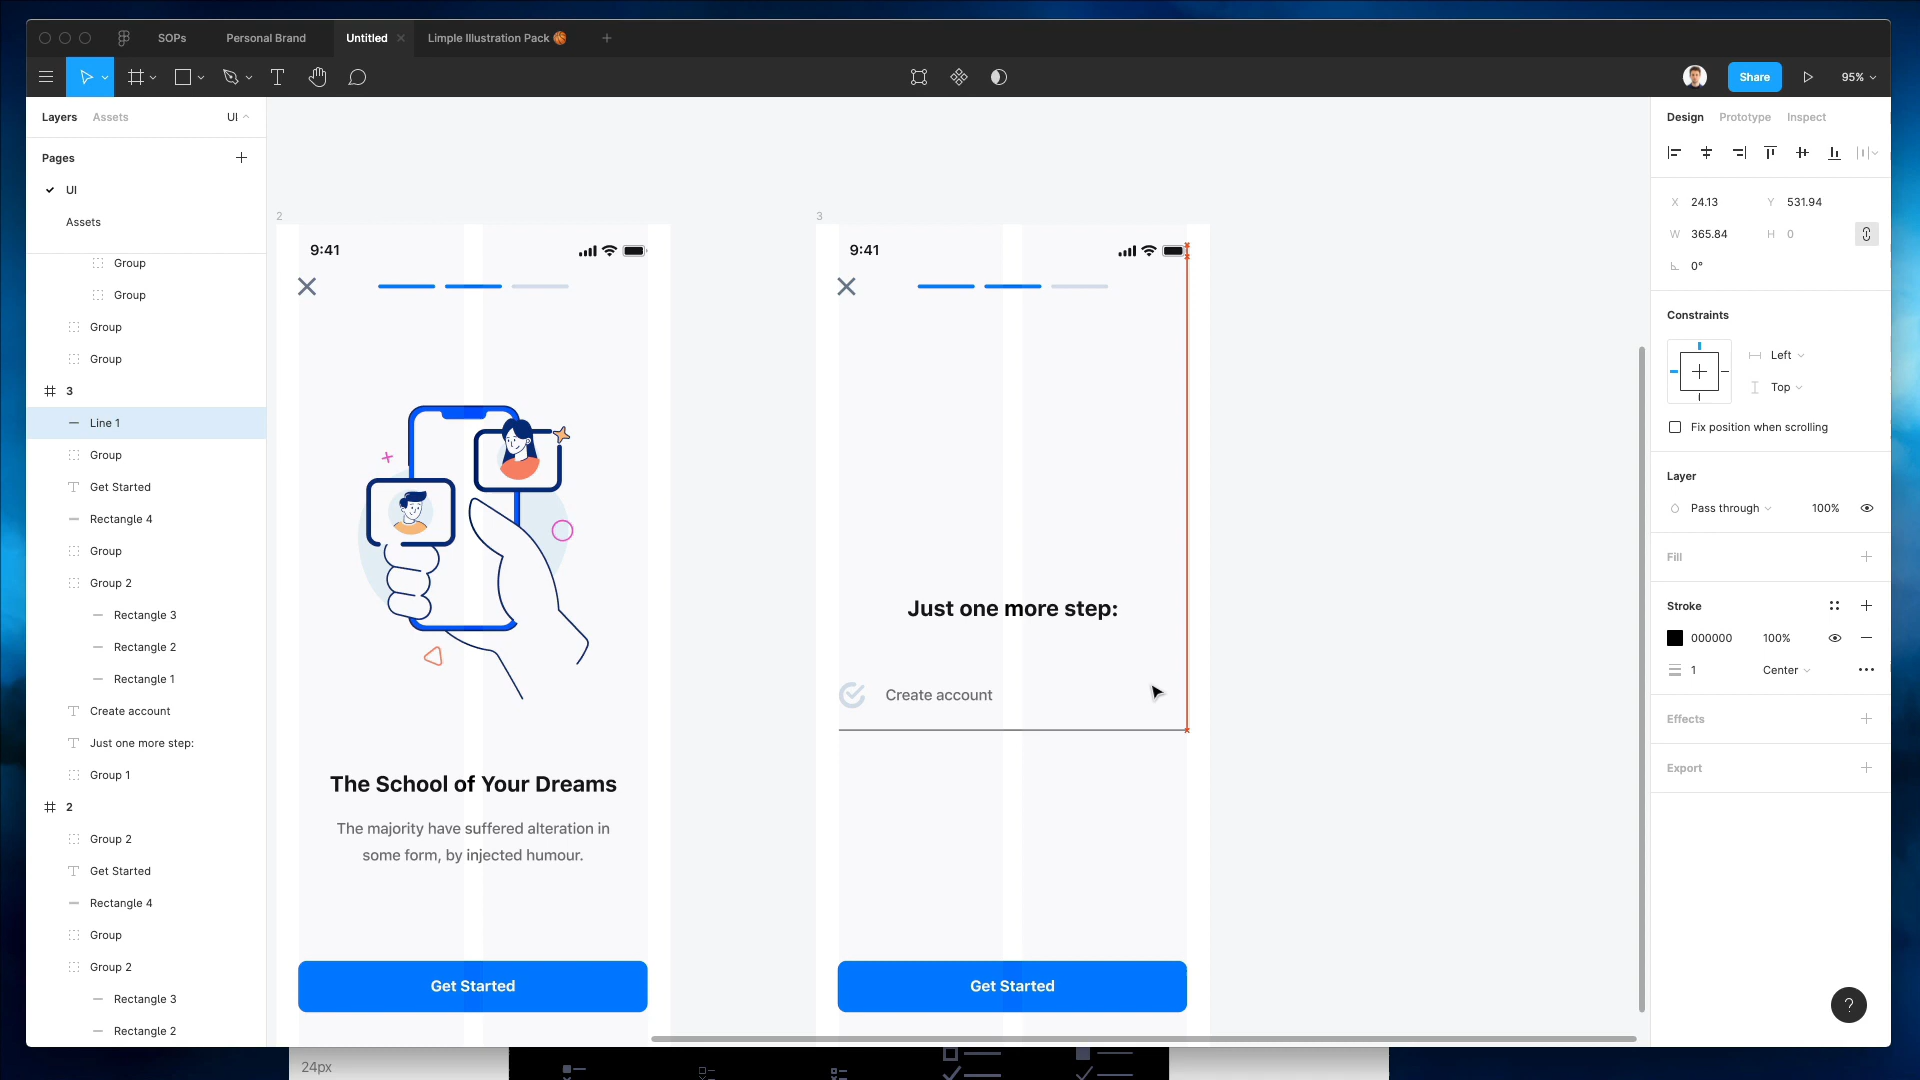 SOPs
Personal Brand
Untitled
Limple Illustration Pack 🏀
Share
95%
Layers
Assets
UI
Pages
UI
Assets
Group
Group
Group
Group
3
Line 1
Group
Get Started
Rectangle 4
Group
Group 2
Rectangle 3
Rectangle 2
Rectangle 1
Create account
Just one more step:
Group 1
2
Group 2
Get Started
Rectangle 4
Group
Group 2
Rectangle 3
Rectangle 2
2
9:41
The School of Your Dreams
The majority have suffered alteration in
some form, by injected humour.
Get Started
3
9:41
Just one more step:
Create account
Get Started
24px
Design
Prototype
Inspect
X 24.13
Y 531.94
W 365.84
H 0
0°
Constraints
Left
Top
Fix position when scrolling
Layer
Pass through
100%
Fill
Stroke
000000
100%
1
Center
Effects
Export
?